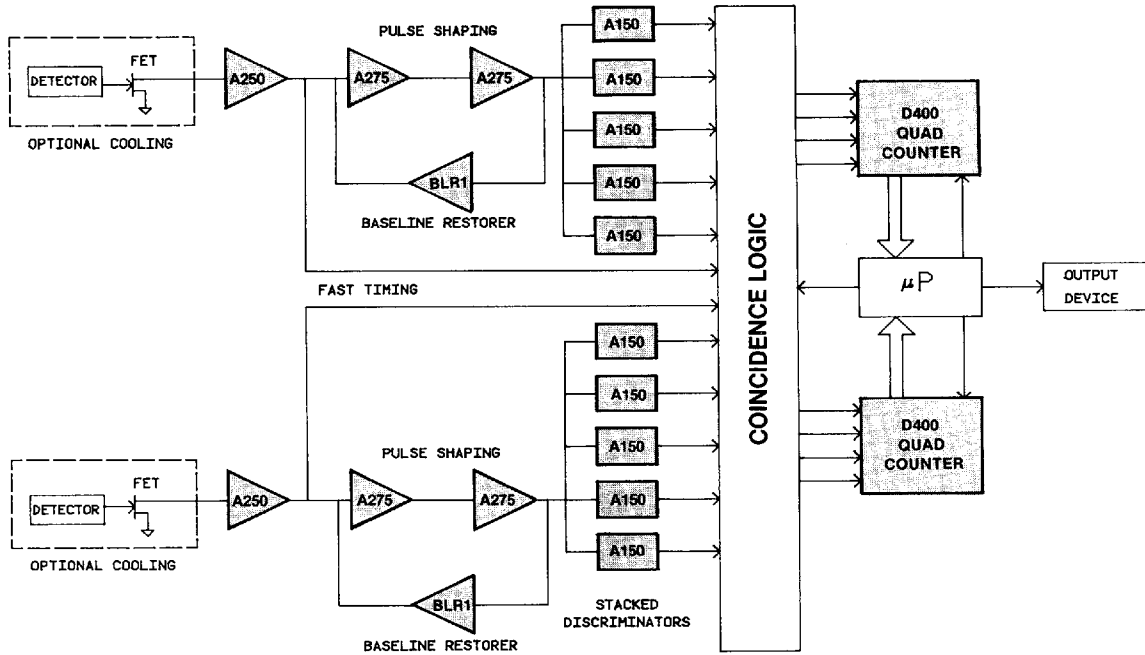 PULSE SHAPING
FET
DETECTOR
A250
A275
A275
OPTIONAL COOLING
BLR1
BASELINE RESTORER
A150
A150
A150
A150
A150
FAST TIMING
COINCIDENCE LOGIC
D400
QUAD
COUNTER
μP
OUTPUT
DEVICE
D400
QUAD
COUNTER
A150
A150
A150
A150
A150
STACKED
DISCRIMINATORS
PULSE SHAPING
FET
DETECTOR
A250
A275
A275
OPTIONAL COOLING
BLR1
BASELINE RESTORER